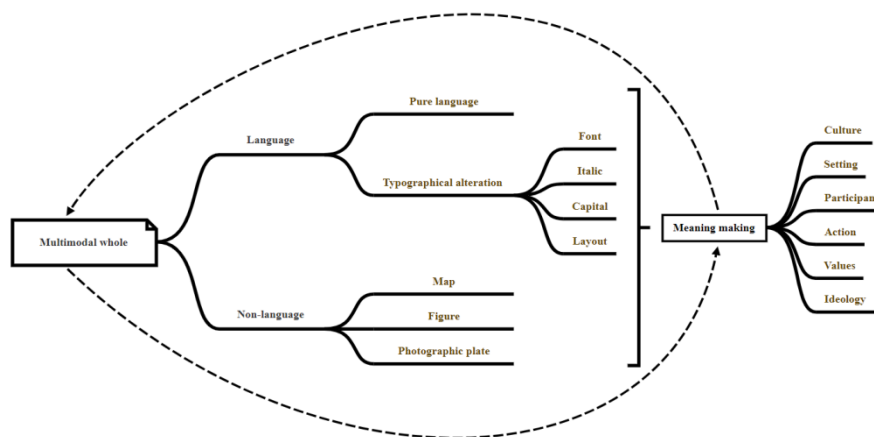 Multimodal whole
Language
Pure language
Typographical alteration
Font
Italic
Capital
Layout
Non-language
Map
Figure
Photographic plate
Meaning making
Culture
Setting
Participan
Action
Values
Ideology